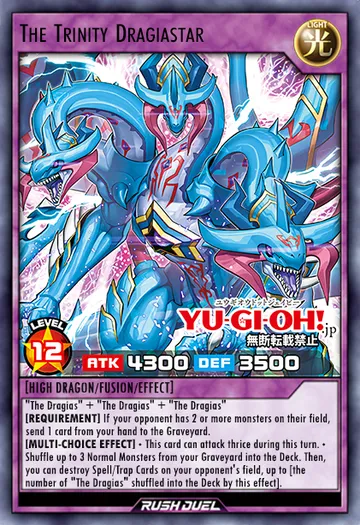 The Trinity Dragiastar
LIGHT
光
ユウギオウドットジェイピー
YU-GI-OH!.jp
無断転載禁止
LEVEL
12
ATK 4300 DEF 3500
[HIGH DRAGON/FUSION/EFFECT]
"The Dragias" + "The Dragias" + "The Dragias"
[REQUIREMENT] If your opponent has 2 or more monsters on their field,
send 1 card from your hand to the Graveyard.
[MULTI-CHOICE EFFECT] • This card can attack thrice during this turn. •
Shuffle up to 3 Normal Monsters from your Graveyard into the Deck. Then,
you can destroy Spell/Trap Cards on your opponent's field, up to [the
number of "The Dragias" shuffled into the Deck by this effect].
RUSH DUEL